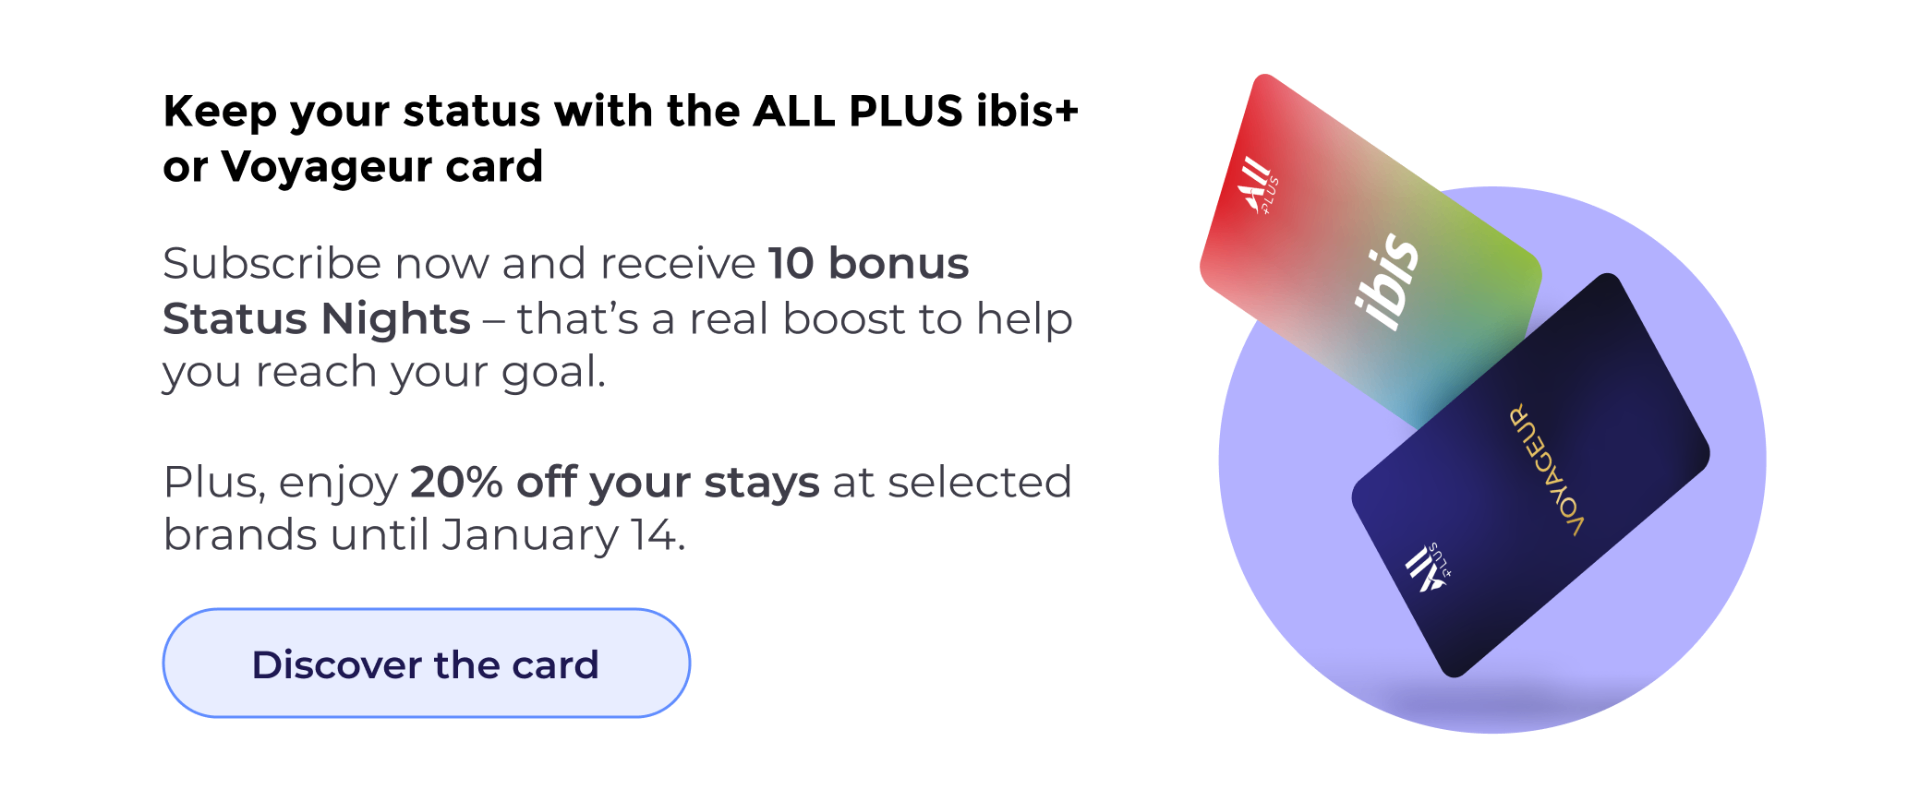 Keep your status with the ALL PLUS ibis+
or Voyageur card
Subscribe now and receive 10 bonus
Status Nights – that’s a real boost to help
you reach your goal.
Plus, enjoy 20% off your stays at selected
brands until January 14.
Discover the card
All
+PLUS
ibis
VOYAGEUR
All
+PLUS